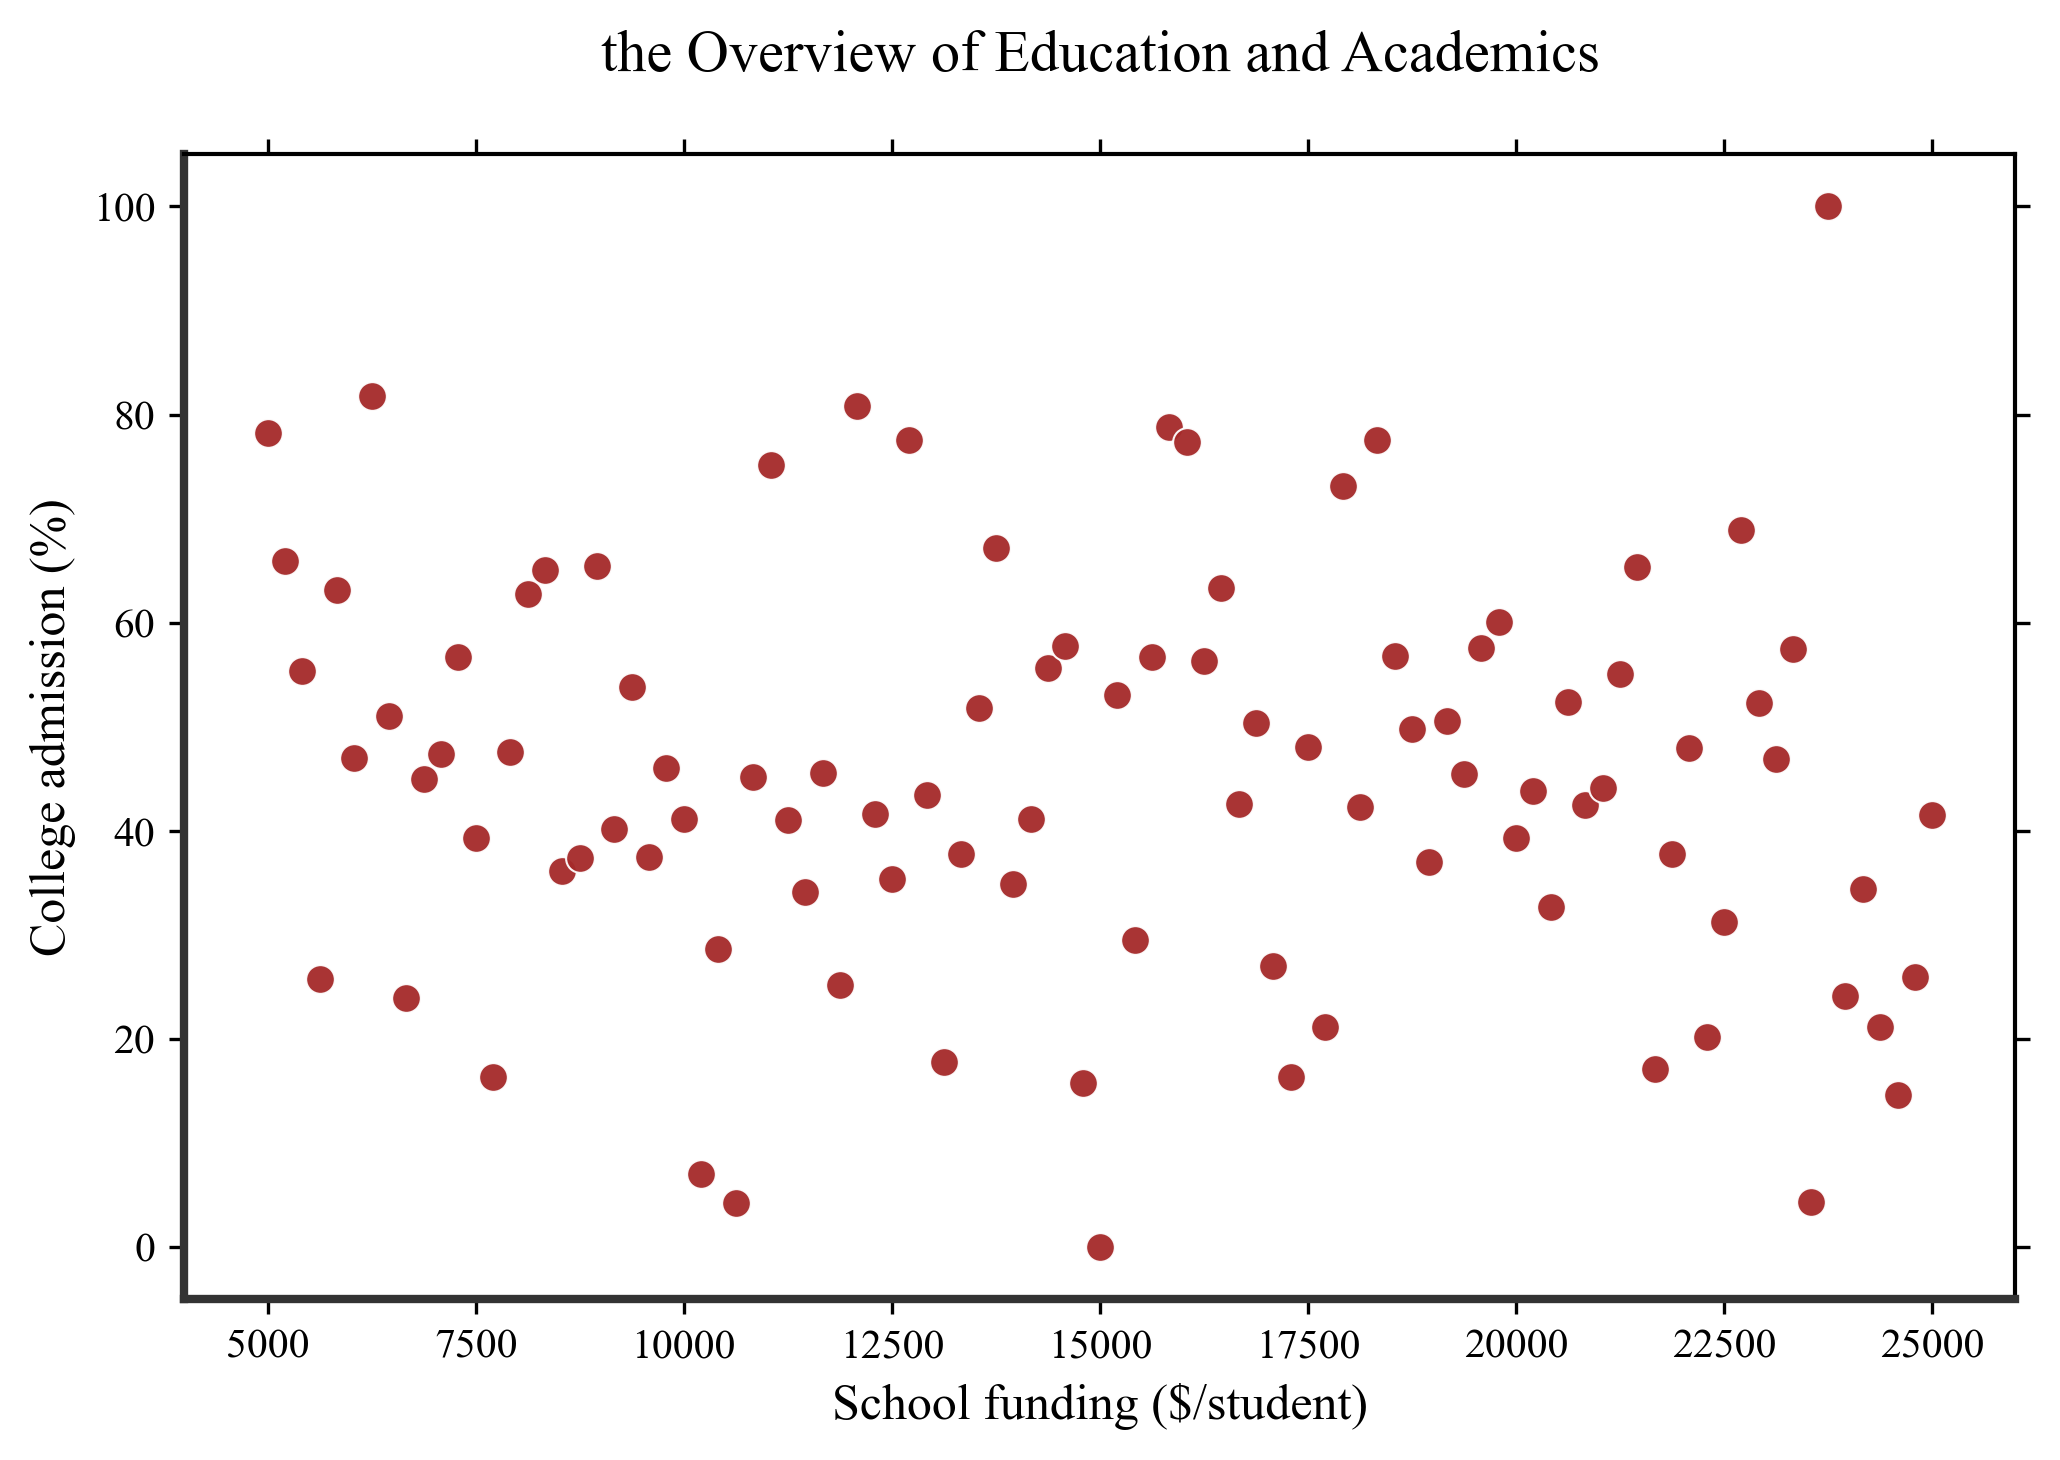 the Overview of Education and Academics
College admission (%)
100
80
60
40
20
0
5000 7500 10000 12500 15000 17500 20000 22500 25000
School funding ($/student)